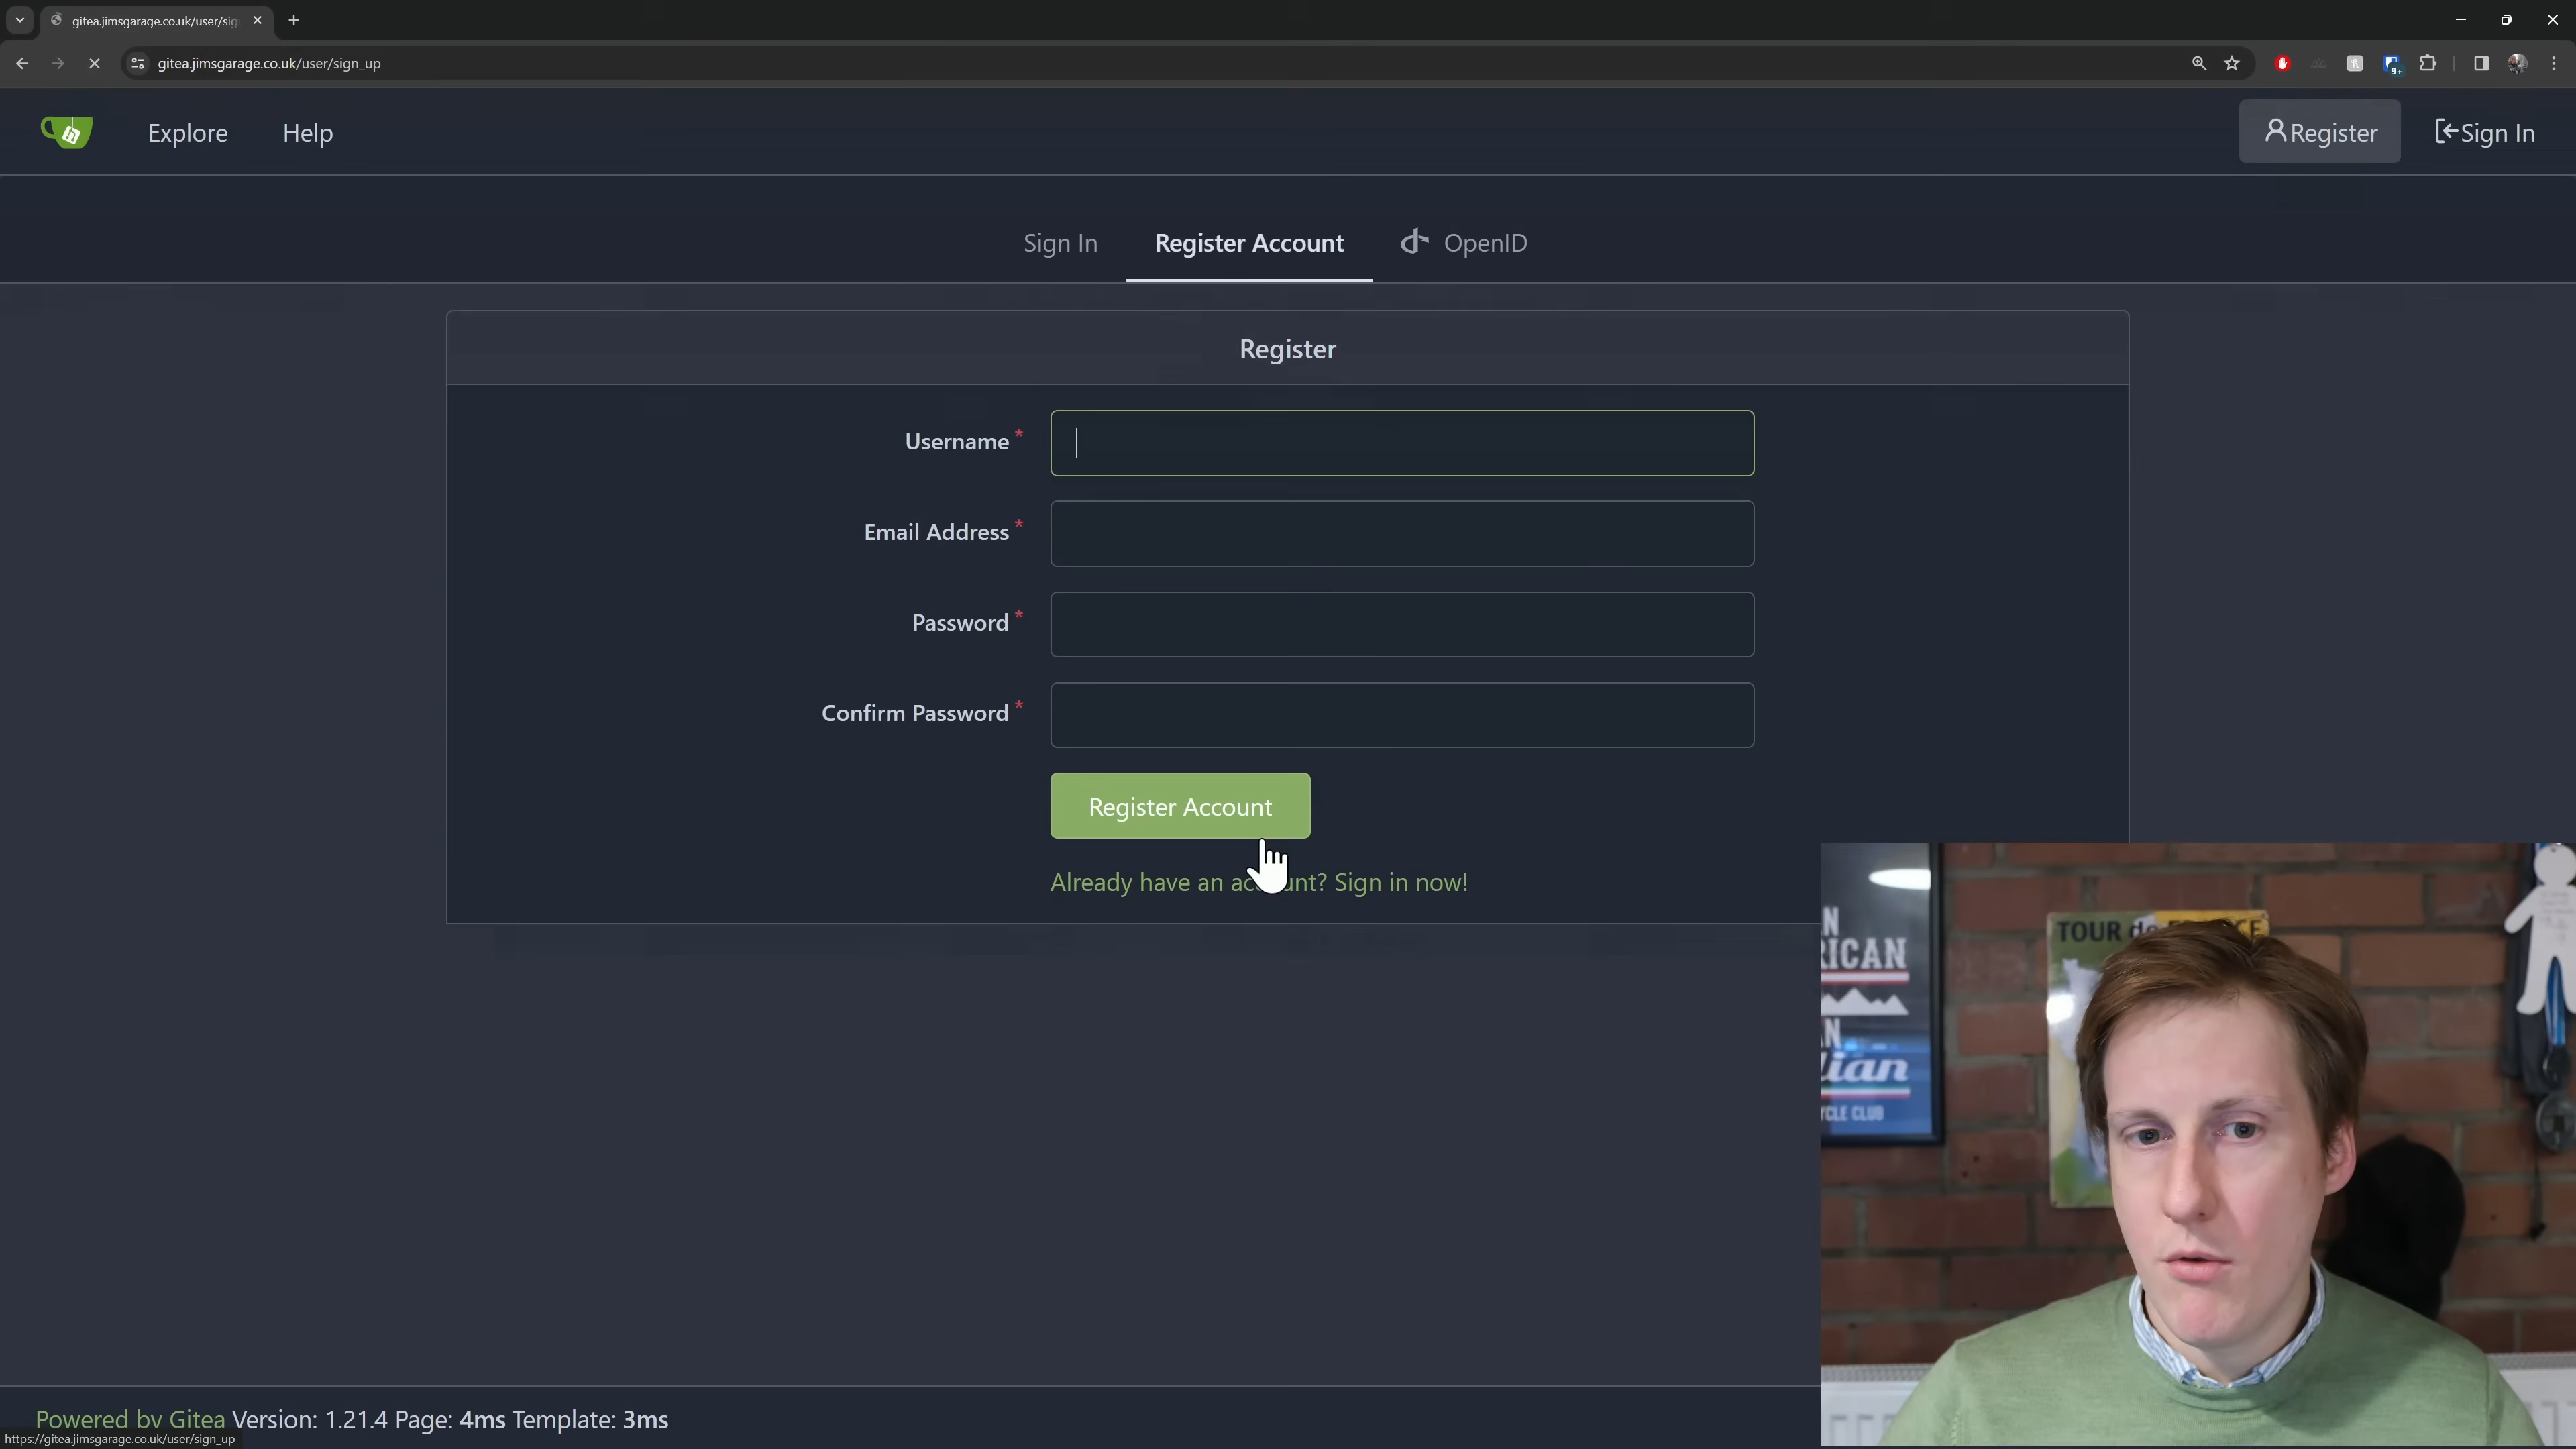 gitea.jimsgarage.co.uk/user/sig
gitea.jimsgarage.co.uk/user/sign_up
9+
Explore
Help
Register
Sign In
Sign In
Register Account
OpenID
Register
Username *
Email Address *
Password *
Confirm Password *
Register Account
Already have an account? Sign in now!
TOUR de
RICAN
lian
CLE CLUB
Powered by Gitea Version: 1.21.4 Page: 4ms Template: 3ms
https://gitea.jimsgarage.co.uk/user/sign_up